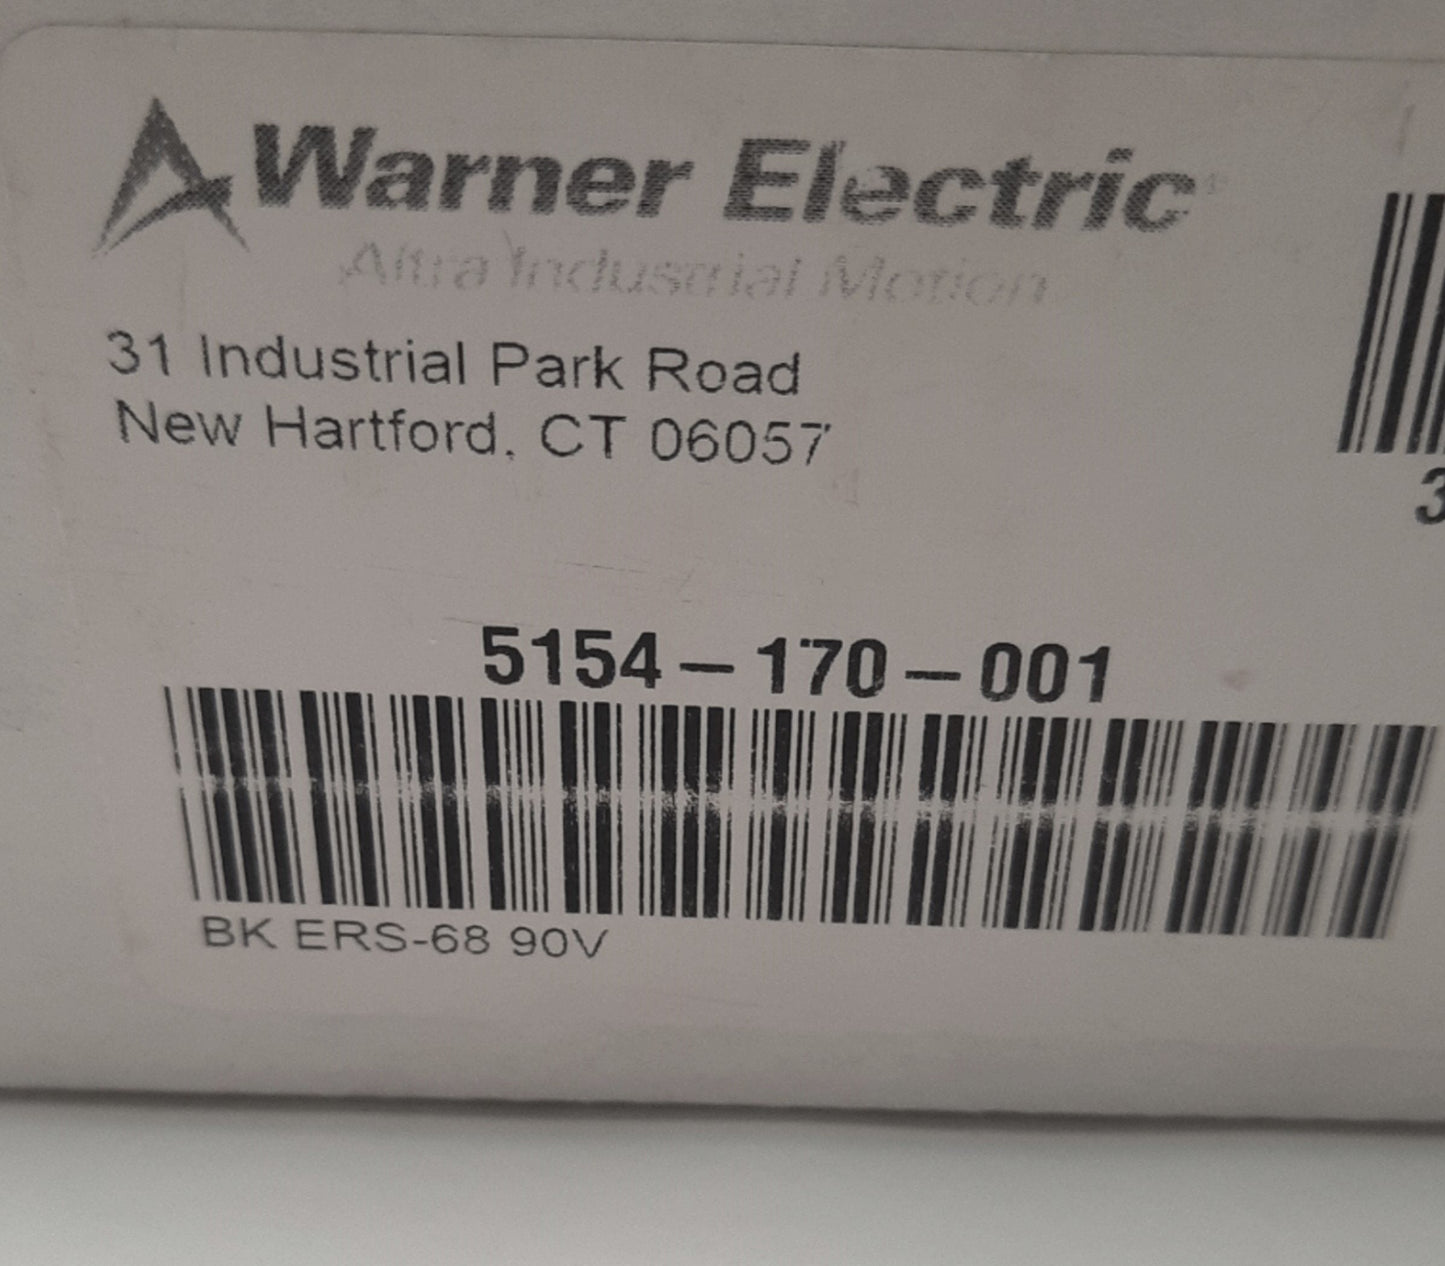 Warner Electric
Altra Industrial Motion
31 Industrial Park Road
New Hartford, CT 06057
3
5154-170-001
BK ERS-68 90V